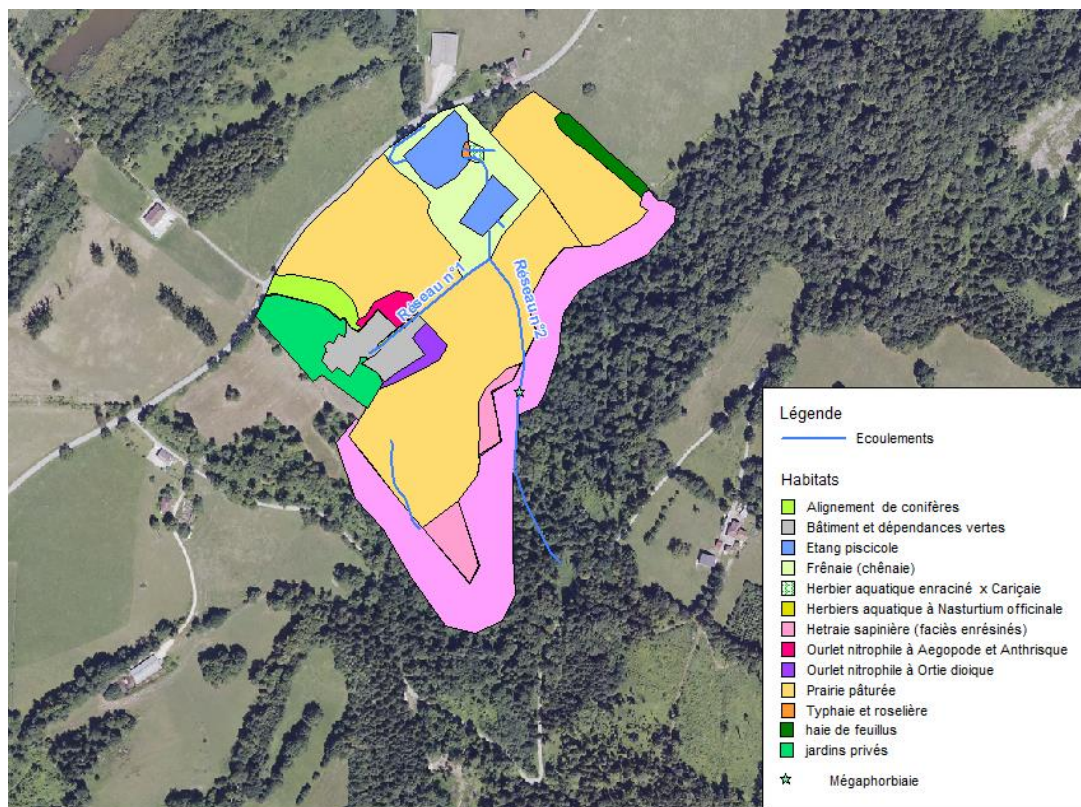 Réseau n°1
Réseau n°2
Légende
Ecoulements
Habitats
Alignement de conifères
Bâtiment et dépendances vertes
Etang piscicole
Frênaie (chênaie)
Herbier aquatique enraciné x Cariçaie
Herbiers aquatique à Nasturtium officinale
Hetraie sapinière (faciès enrésinés)
Ourlet nitrophile à Aegopode et Anthrisque
Ourlet nitrophile à Ortie dioique
Prairie pâturée
Typhaie et roselière
haie de feuillus
jardins privés
Mégaphorbiaie